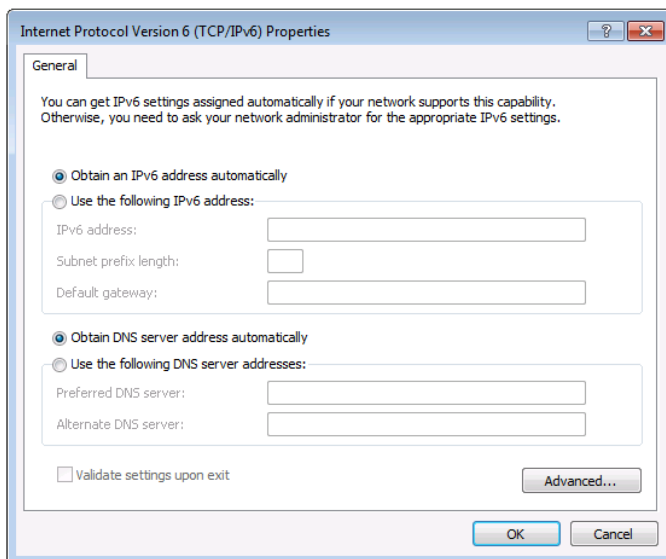 Internet Protocol Version 6 (TCP/IPv6) Properties
?
General
You can get IPv6 settings assigned automatically if your network supports this capability.
Otherwise, you need to ask your network administrator for the appropriate IPv6 settings.
Obtain an IPv6 address automatically
Use the following IPv6 address:
IPv6 address:
Subnet prefix length:
Default gateway:
Obtain DNS server address automatically
Use the following DNS server addresses:
Preferred DNS server:
Alternate DNS server:
Validate settings upon exit
Advanced...
OK Cancel